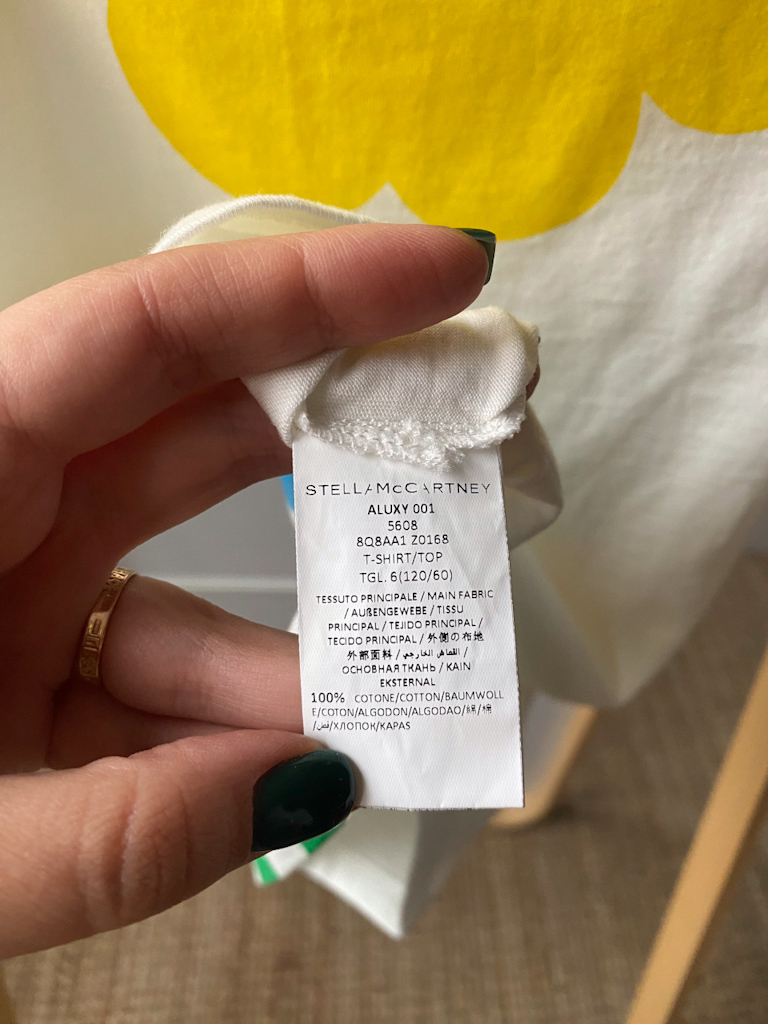 STELLA McCARTNEY
ALUXY 001
5608
8Q8AA1 Z0168
T-SHIRT/TOP
TGL. 6(120/60)
TESSUTO PRINCIPALE / MAIN FABRIC
/ AUßENGEWEBE / TISSU
PRINCIPAL / TEJIDO PRINCIPAL /
TECIDO PRINCIPAL / 外側の布地
外部面料 / القماش الخارجي /
ОСНОВНАЯ ТКАНЬ / KAIN
EKSTERNAL
100% COTONE/COTTON/BAUMWOLL
E/COTON/ALGODON/ALGODAO/綿/棉
/قطن/ХЛОПОК/KAPAS